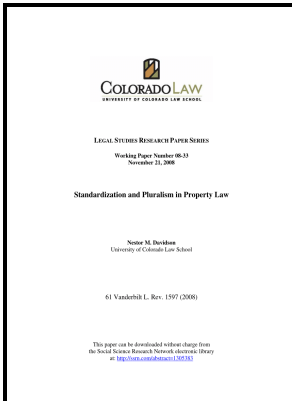 COLORADO LAW
UNIVERSITY OF COLORADO LAW SCHOOL
LEGAL STUDIES RESEARCH PAPER SERIES
Working Paper Number 08-33
November 21, 2008
Standardization and Pluralism in Property Law
Nestor M. Davidson
University of Colorado Law School
61 Vanderbilt L. Rev. 1597 (2008)
This paper can be downloaded without charge from
the Social Science Research Network electronic library
at: http://ssrn.com/abstract=1305383